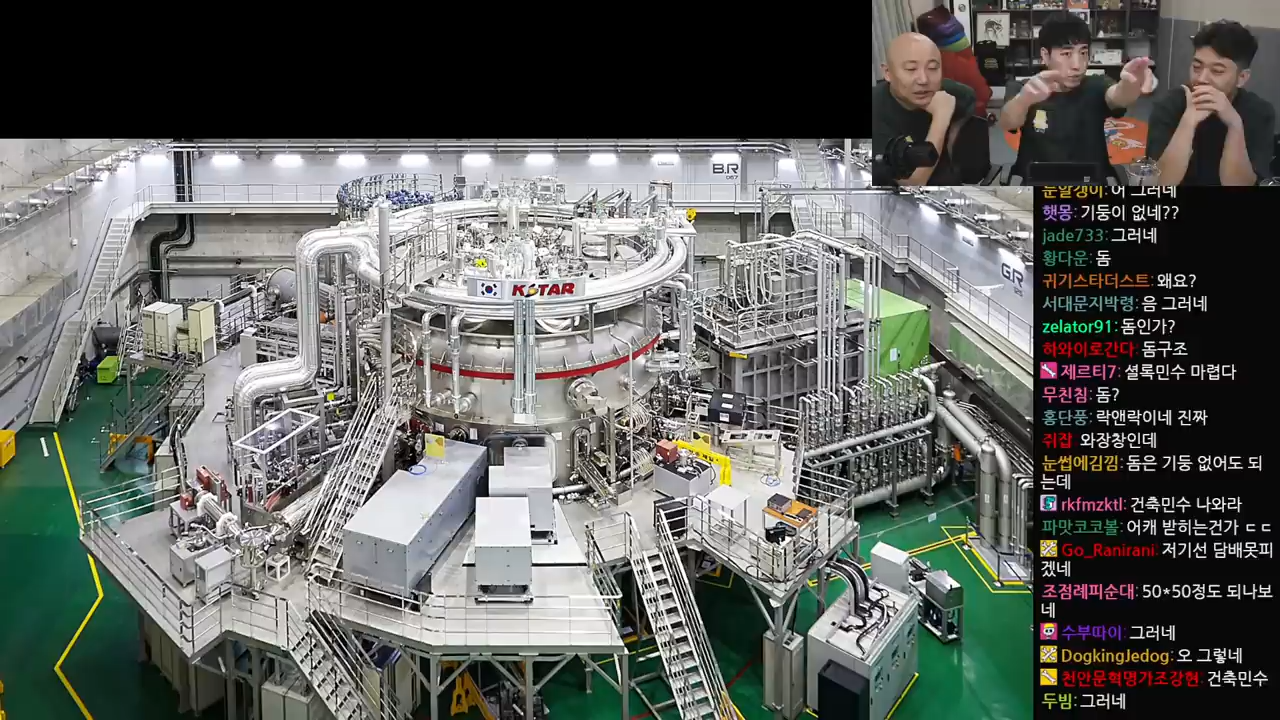 B.R
KSTAR
GR
눈알갱이: 어 그러네
햇몽: 기둥이 없네??
jade733: 그러네
황다운: 돔
귀기스타더스트: 왜요?
서대문지박령: 음 그러네
zelator91: 돔인가?
하와이로간다: 돔구조
제르티7: 셜록민수 마렵다
무친침: 돔?
홍단풍: 락앤락이네 진짜
쥐잡: 와장창인데
눈썹에김낌: 돔은 기둥 없어도 되
는데
rkfmzktl: 건축민수 나와라
파맛코코볼: 어캐 받히는건가 ㄷㄷ
Go_Ranirani: 저기선 담배못피
겠네
조점례피순대: 50*50정도 되나보
네
수부따이: 그러네
DogkingJedog: 오 그렇네
천안문혁명가조강현: 건축민수
두빔: 그러네